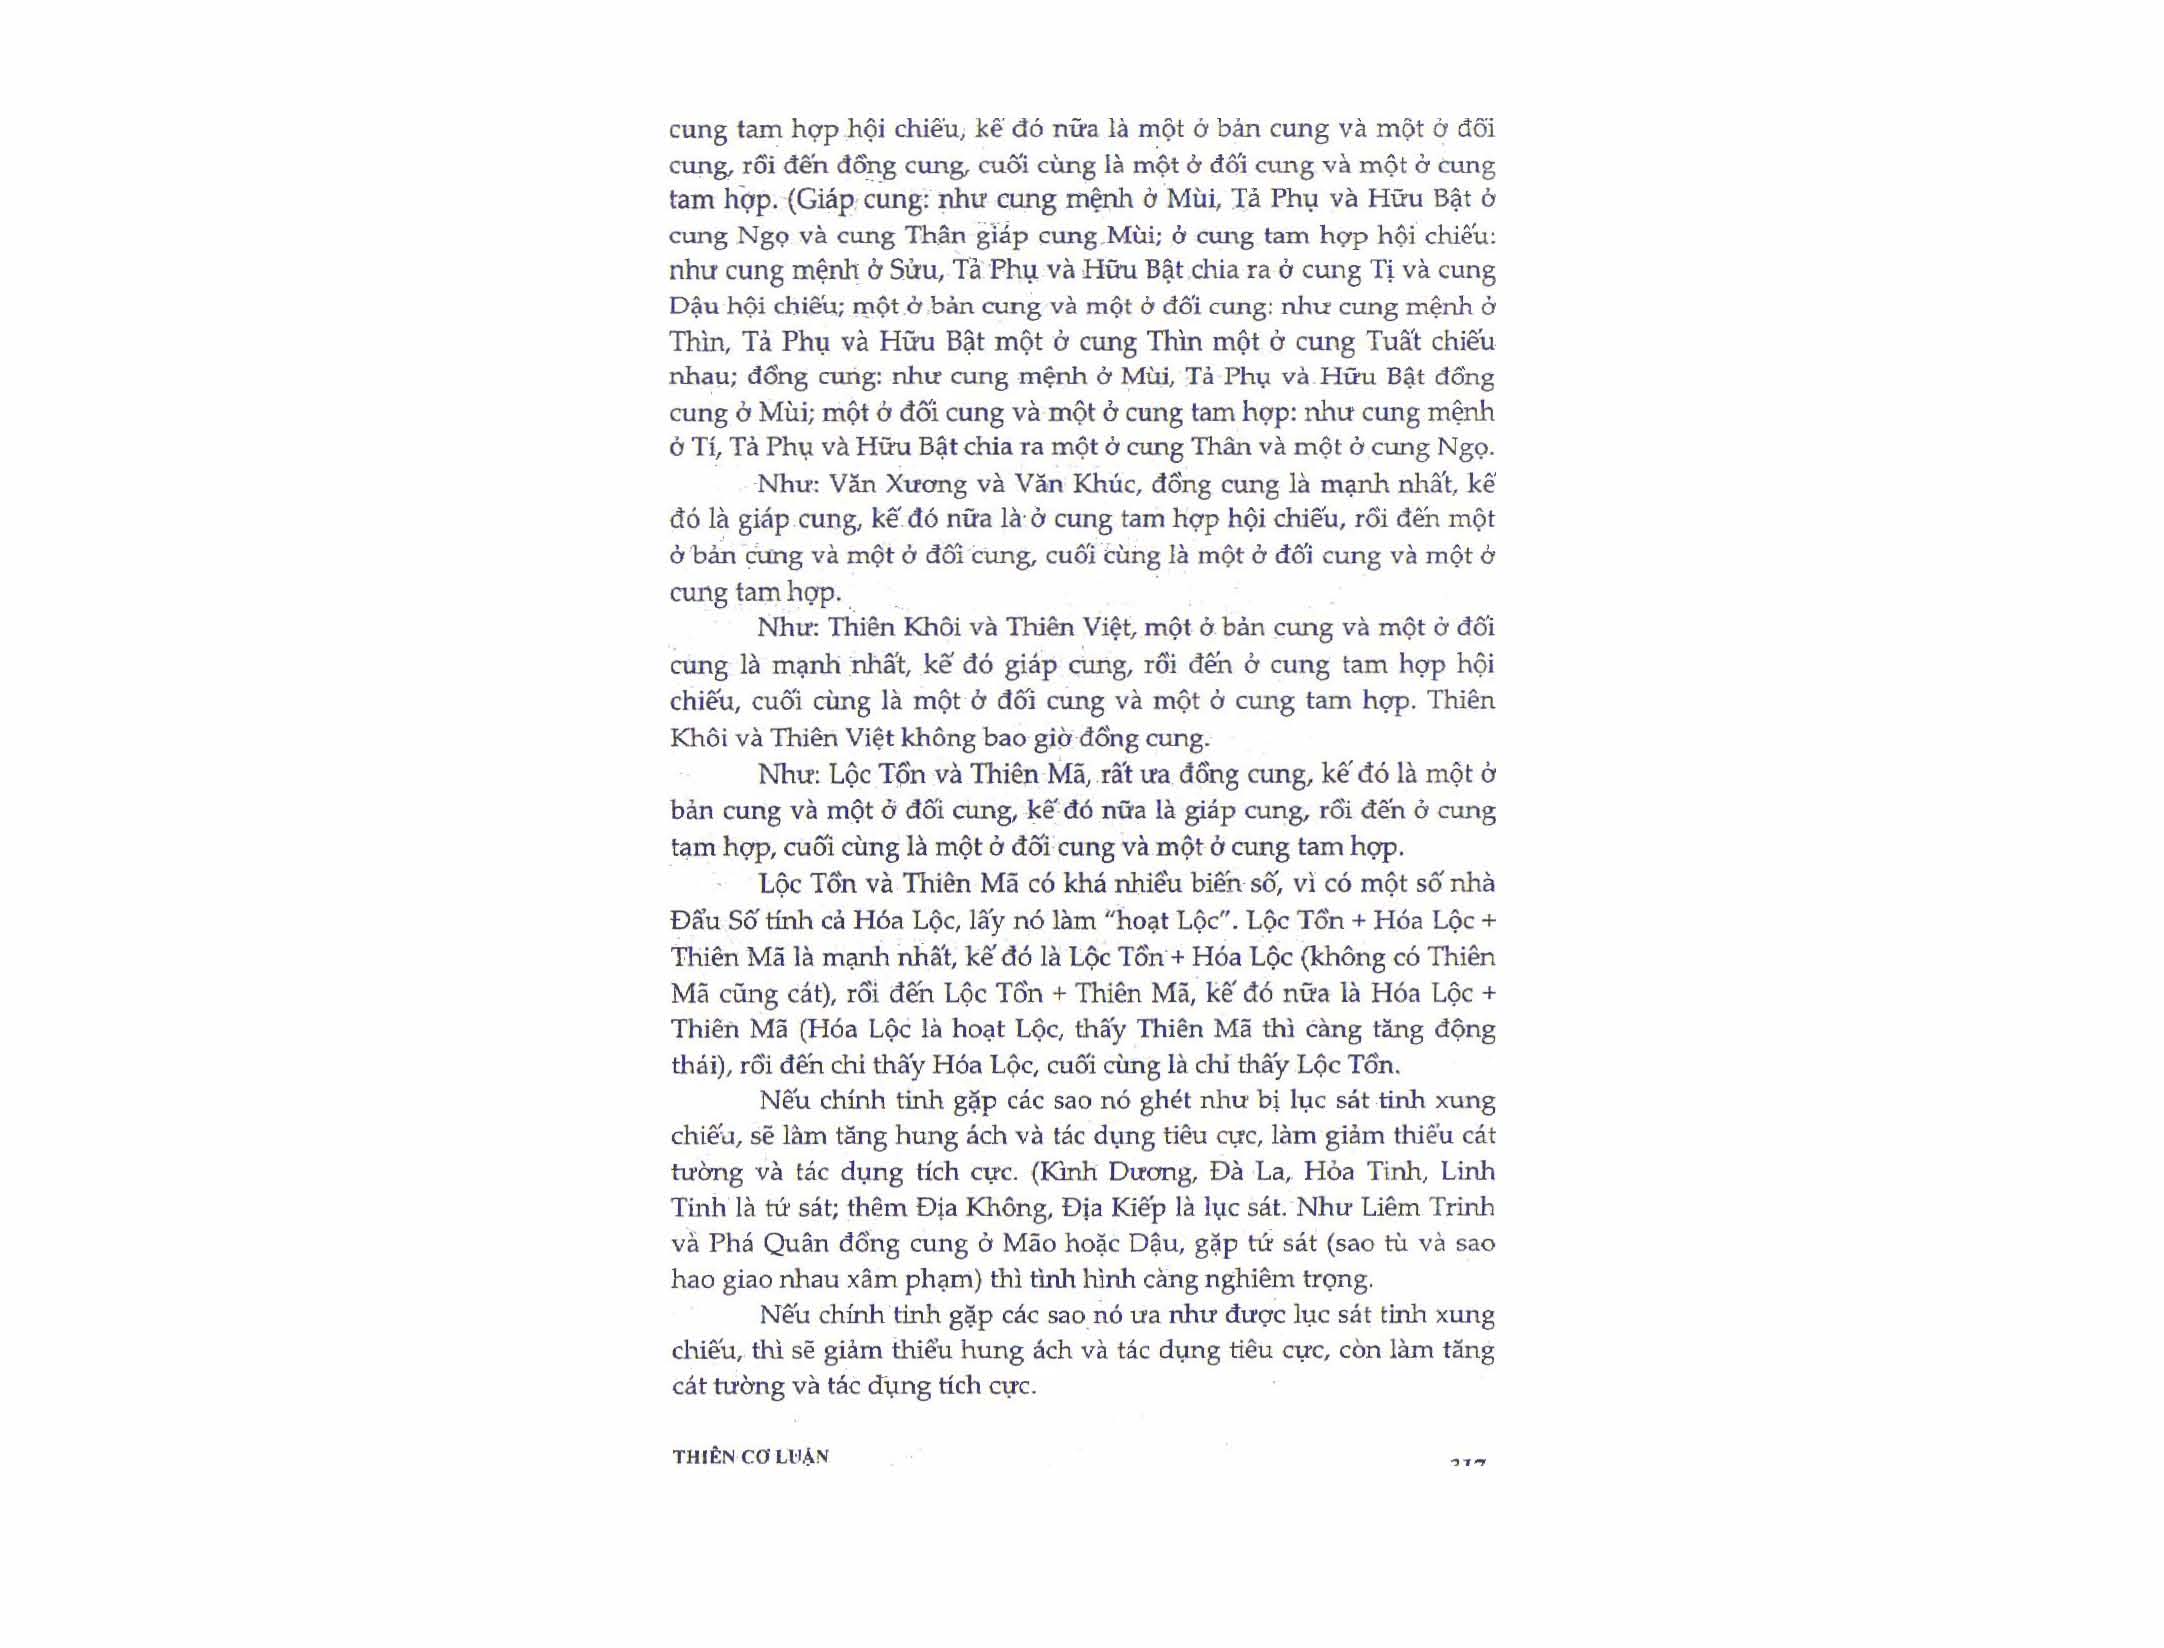 cung tam hợp hội chiếu, kế đó nữa là một ở bản cung và một ở đối
cung, rồi đến đồng cung, cuối cùng là một ở đối cung và một ở cung
tam hợp. (Giáp cung: như cung mệnh ở Mùi, Tả Phụ và Hữu Bật ở
cung Ngọ và cung Thân giáp cung Mùi; ở cung tam hợp hội chiếu:
như cung mệnh ở Sửu, Tả Phụ và Hữu Bật chia ra ở cung Tị và cung
Dậu hội chiếu; một ở bản cung và một ở đối cung: như cung mệnh ở
Thìn, Tả Phụ và Hữu Bật một ở cung Thìn một ở cung Tuất chiếu
nhau; đồng cung: như cung mệnh ở Mùi, Tả Phụ và Hữu Bật đồng
cung ở Mùi; một ở đối cung và một ở cung tam hợp: như cung mệnh
ở Tí, Tả Phụ và Hữu Bật chia ra một ở cung Thân và một ở cung Ngọ.
Như: Văn Xương và Văn Khúc, đồng cung là mạnh nhất, kế
đó là giáp cung, kế đó nữa là ở cung tam hợp hội chiếu, rồi đến một
ở bản cung và một ở đối cung, cuối cùng là một ở đối cung và một ở
cung tam hợp.
Như: Thiên Khôi và Thiên Việt, một ở bản cung và một ở đối
cung là mạnh nhất, kế đó giáp cung, rồi đến ở cung tam hợp hội
chiếu, cuối cùng là một ở đối cung và một ở cung tam hợp. Thiên
Khôi và Thiên Việt không bao giờ đồng cung.
Như: Lộc Tồn và Thiên Mã, rất ưa đồng cung, kế đó là một ở
bản cung và một ở đối cung, kế đó nữa là giáp cung, rồi đến ở cung
tam hợp, cuối cùng là một ở đối cung và một ở cung tam hợp.
Lộc Tồn và Thiên Mã có khá nhiều biến số, vì có một số nhà
Đẩu Số tính cả Hóa Lộc, lấy nó làm "hoạt Lộc". Lộc Tồn + Hóa Lộc +
Thiên Mã là mạnh nhất, kế đó là Lộc Tồn + Hóa Lộc (không có Thiên
Mã cũng cát), rồi đến Lộc Tồn + Thiên Mã, kế đó nữa là Hóa Lộc +
Thiên Mã (Hóa Lộc là hoạt Lộc, thấy Thiên Mã thì càng tăng động
thái), rồi đến chỉ thấy Hóa Lộc, cuối cùng là chỉ thấy Lộc Tồn.
Nếu chính tinh gặp các sao nó ghét như bị lục sát tinh xung
chiếu, sẽ làm tăng hung ách và tác dụng tiêu cực, làm giảm thiểu cát
tường và tác dụng tích cực. (Kình Dương, Đà La, Hỏa Tinh, Linh
Tinh là tứ sát; thêm Địa Không, Địa Kiếp là lục sát. Như Liêm Trinh
và Phá Quân đồng cung ở Mão hoặc Dậu, gặp tứ sát (sao tù và sao
hao giao nhau xâm phạm) thì tình hình càng nghiêm trọng.
Nếu chính tinh gặp các sao nó ưa như được lục sát tinh xung
chiếu, thì sẽ giảm thiểu hung ách và tác dụng tiêu cực, còn làm tăng
cát tường và tác dụng tích cực.
THIÊN CƠ LUẬN